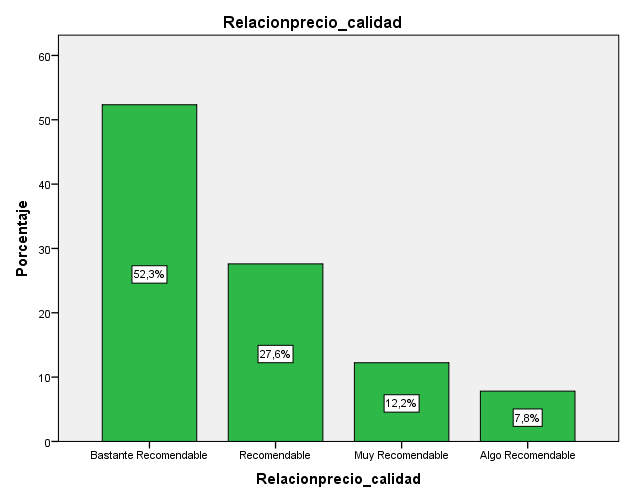 Relacionprecio_calidad
Porcentaje
60
50
40
30
20
10
0
52,3%
27,6%
12,2%
7,8%
Bastante Recomendable
Recomendable
Muy Recomendable
Algo Recomendable
Relacionprecio_calidad